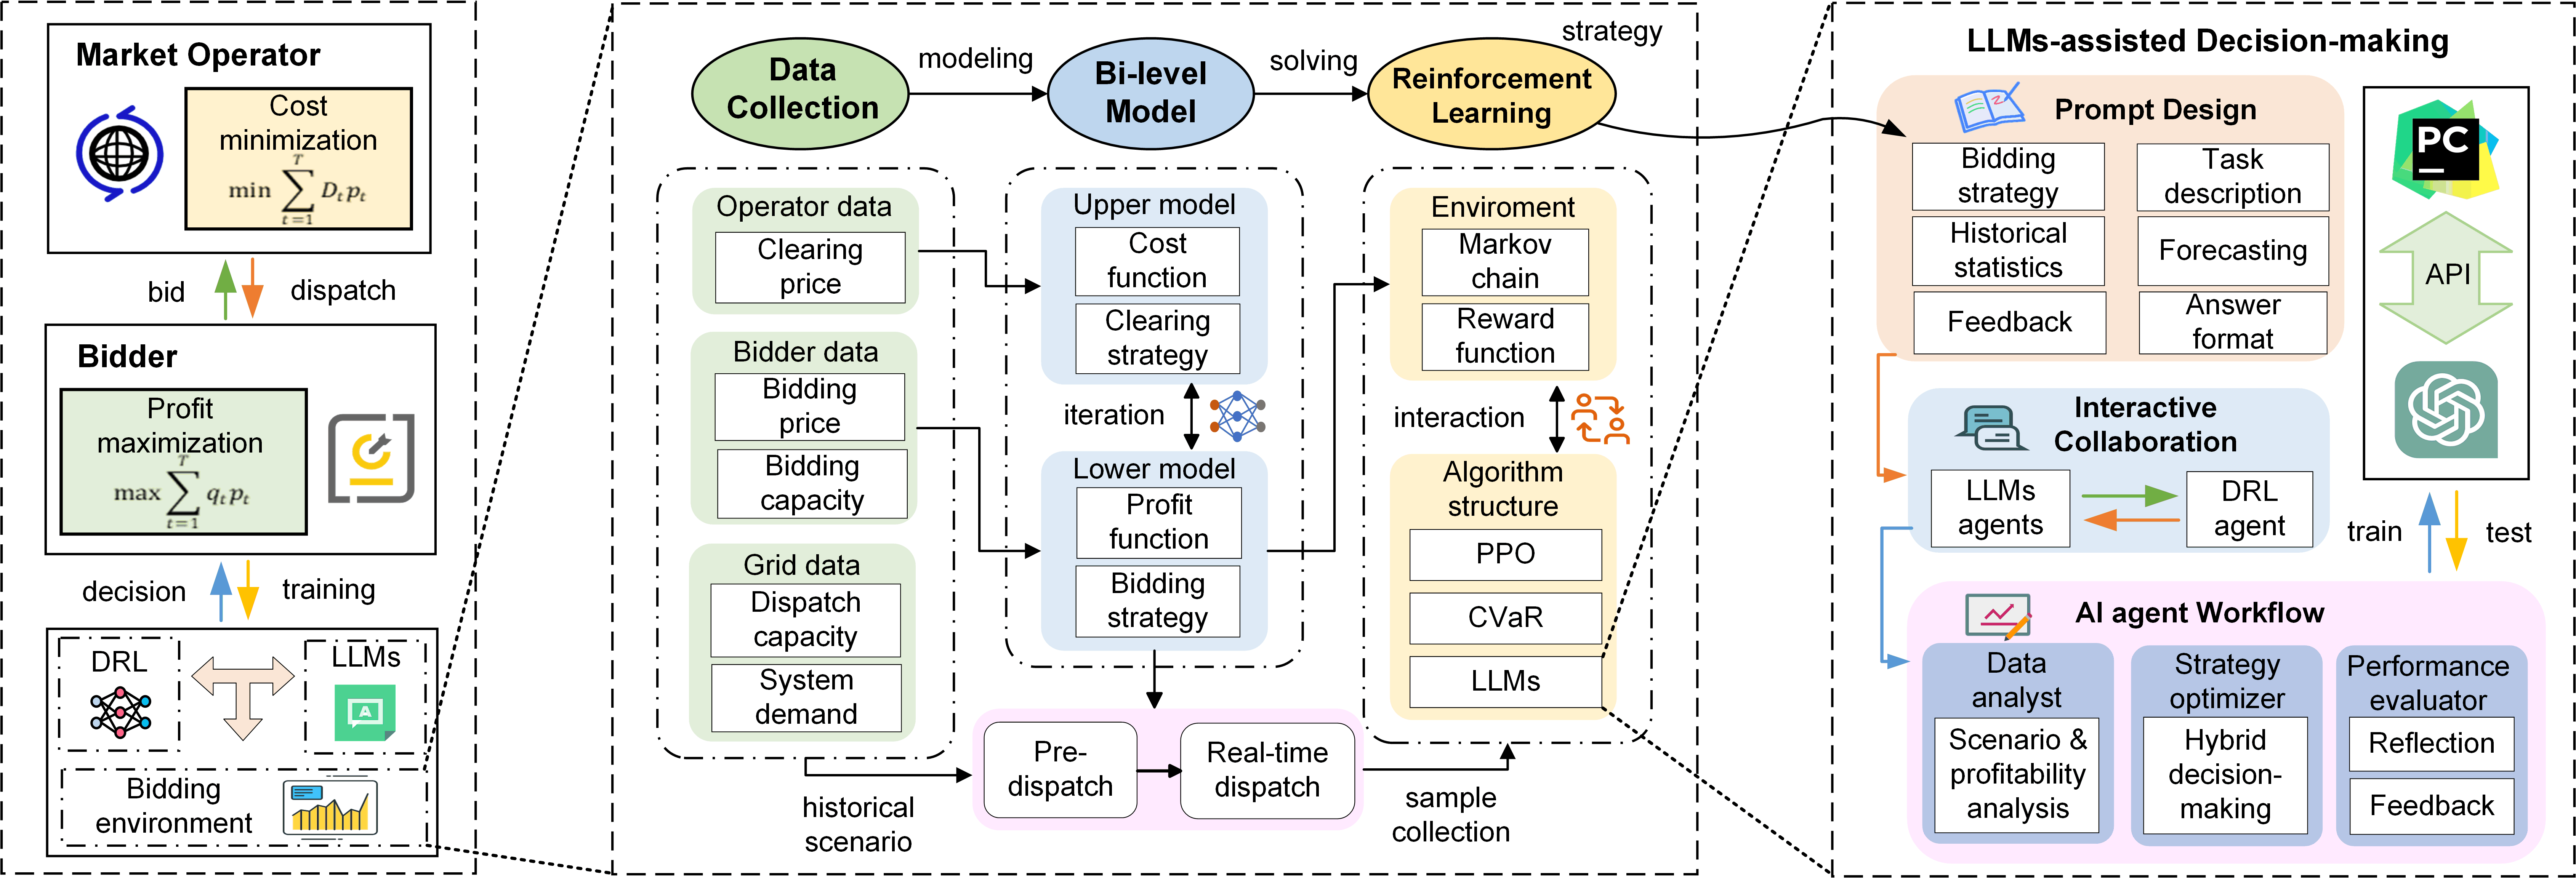 Market Operator
Cost
minimization
min ∑ t=1 T D_t p_t
bid
dispatch
Bidder
Profit
maximization
max ∑ t=1 T q_t p_t
decision
training
DRL
LLMs
A
Bidding
environment
Data
Collection
modeling
Bi-level
Model
solving
Reinforcement
Learning
strategy
Operator data
Clearing
price
Bidder data
Bidding
price
Bidding
capacity
Grid data
Dispatch
capacity
System
demand
Upper model
Cost
function
Clearing
strategy
iteration
Lower model
Profit
function
Bidding
strategy
Enviroment
Markov
chain
Reward
function
interaction
Algorithm
structure
PPO
CVaR
LLMs
historical
scenario
Pre-
dispatch
Real-time
dispatch
sample
collection
LLMs-assisted Decision-making
Prompt Design
Bidding
strategy
Task
description
Historical
statistics
Forecasting
Feedback
Answer
format
Interactive
Collaboration
LLMs
agents
DRL
agent
PC
API
train
test
AI agent Workflow
Data
analyst
Scenario &
profitability
analysis
Strategy
optimizer
Hybrid
decision-
making
Performance
evaluator
Reflection
Feedback